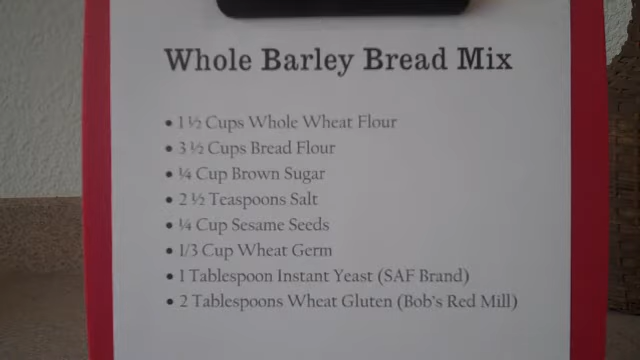 Whole Barley Bread Mix
• 1 ½ Cups Whole Wheat Flour
• 3 ½ Cups Bread Flour
• ¼ Cup Brown Sugar
• 2 ½ Teaspoons Salt
• ¼ Cup Sesame Seeds
• 1/3 Cup Wheat Germ
• 1 Tablespoon Instant Yeast (SAF Brand)
• 2 Tablespoons Wheat Gluten (Bob's Red Mill)